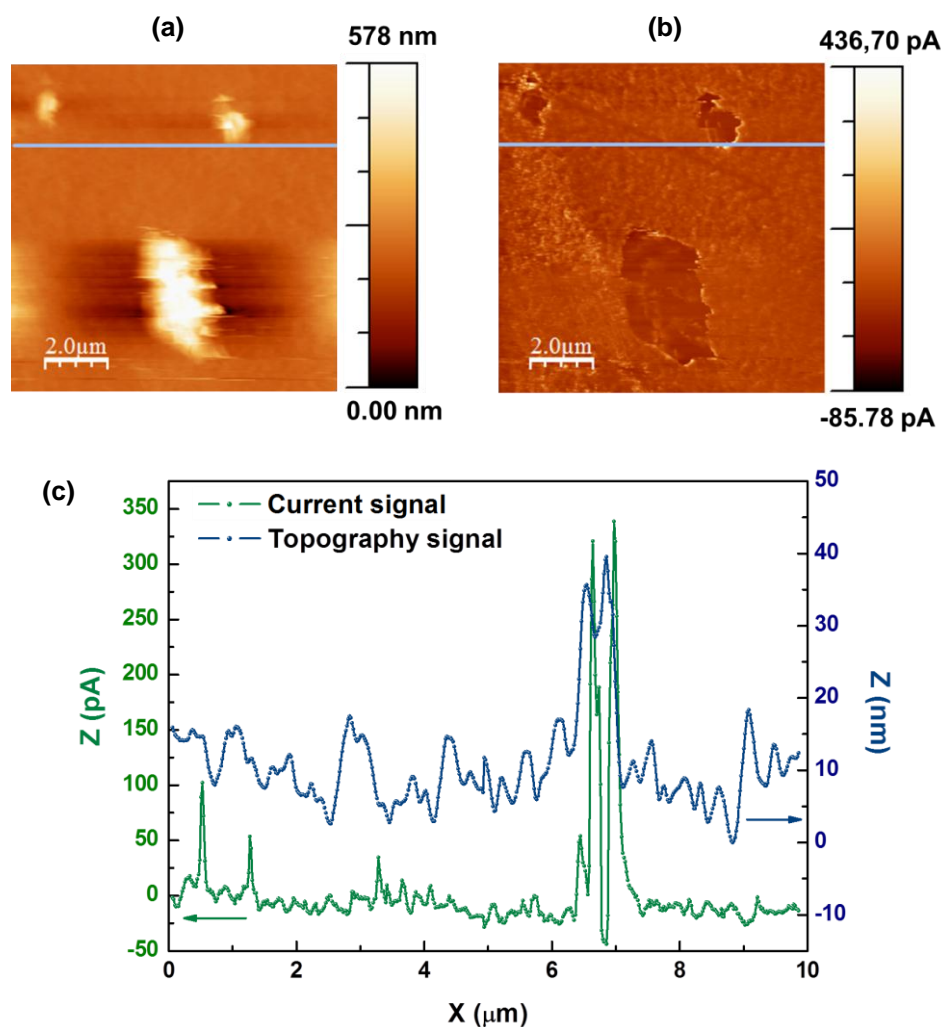 (a)
(b)
578 nm
436,70 pA
2.0µm
2.0µm
0.00 nm
-85.78 pA
(c)
Current signal
Topography signal
350
300
250
200
150
100
50
0
-50
Z (pA)
50
40
30
20
10
0
-10
Z (nm)
0 2 4 6 8 10
X (µm)